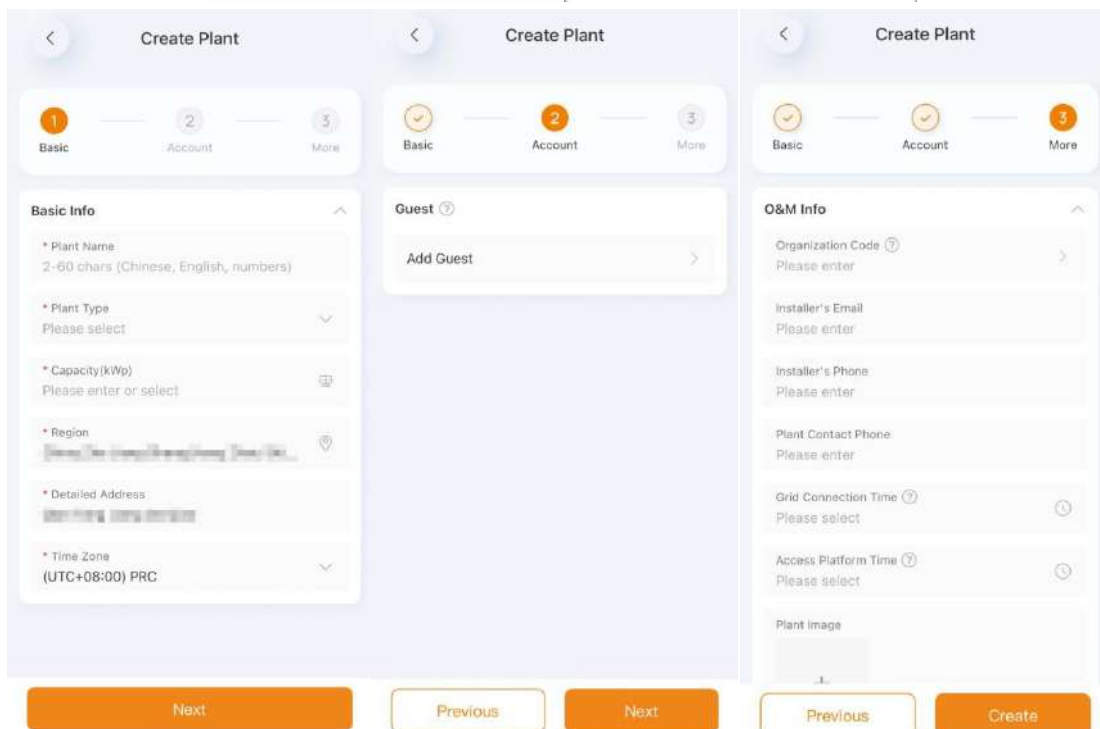 Create Plant
1
2
3
Basic
Account
More
Basic Info
* Plant Name
2-60 chars (Chinese, English, numbers)
* Plant Type
Please select
* Capacity(kWp)
Please enter or select
* Region
* Detailed Address
* Time Zone
(UTC+08:00) PRC
Next
Create Plant
2
3
Basic
Account
More
Guest ?
Add Guest
Previous
Next
Create Plant
3
Basic
Account
More
O&M Info
Organization Code ?
Please enter
Installer's Email
Please enter
Installer's Phone
Please enter
Plant Contact Phone
Please enter
Grid Connection Time ?
Please select
Access Platform Time ?
Please select
Plant Image
Previous
Create